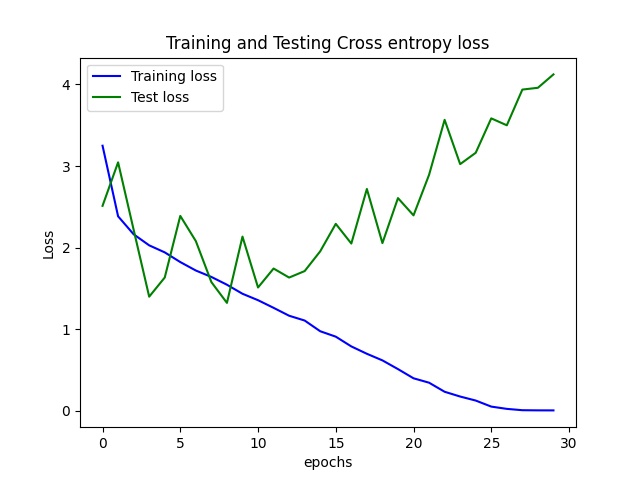 Training and Testing Cross entropy loss
Training loss
Test loss
4
3
2
1
0
Loss
0 5 10 15 20 25 30
epochs